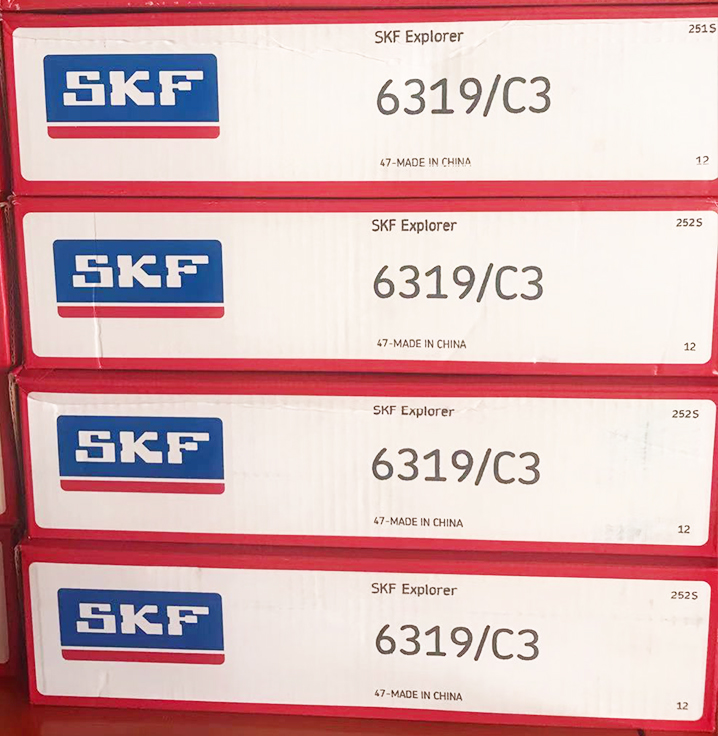 SKF
SKF Explorer
251S
6319/C3
47-MADE IN CHINA
12
SKF
SKF Explorer
252S
6319/C3
47-MADE IN CHINA
12
SKF
SKF Explorer
252S
6319/C3
47-MADE IN CHINA
12
SKF
SKF Explorer
252S
6319/C3
47-MADE IN CHINA
12